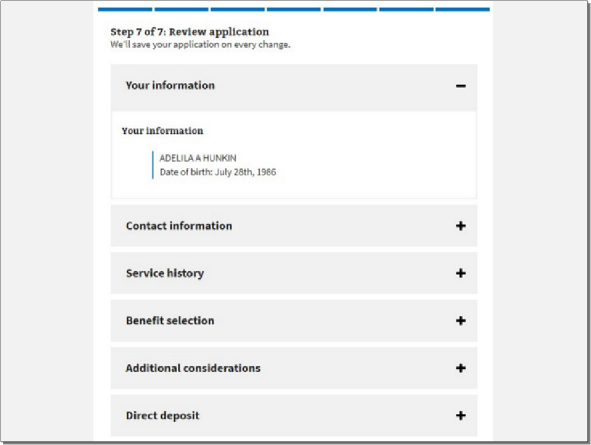 Step 7 of 7: Review application
We'll save your application on every change.
Your information
Your information
ADELILA A HUNKIN
Date of birth: July 28th, 1986
Contact information
Service history
Benefit selection
Additional considerations
Direct deposit